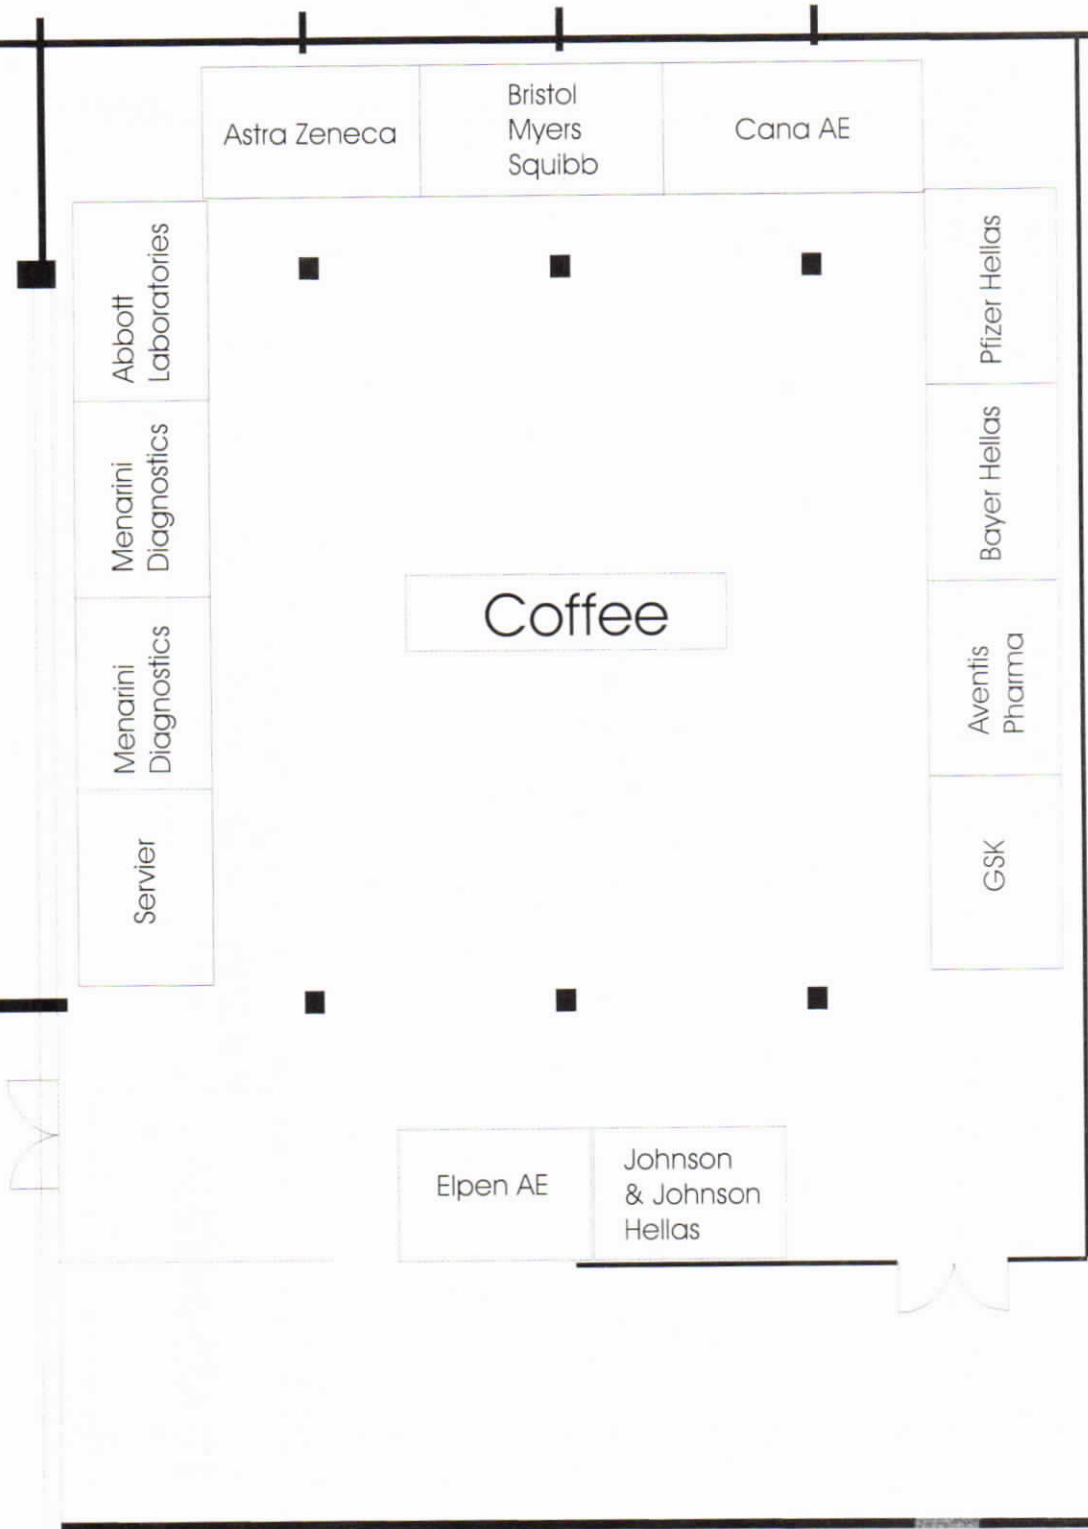 Astra Zeneca
Bristol
Myers
Squibb
Cana AE
Abbott
Laboratories
Menarini
Diagnostics
Menarini
Diagnostics
Servier
Coffee
Pfizer Hellas
Bayer Hellas
Aventis
Pharma
GSK
Elpen AE
Johnson
& Johnson
Hellas